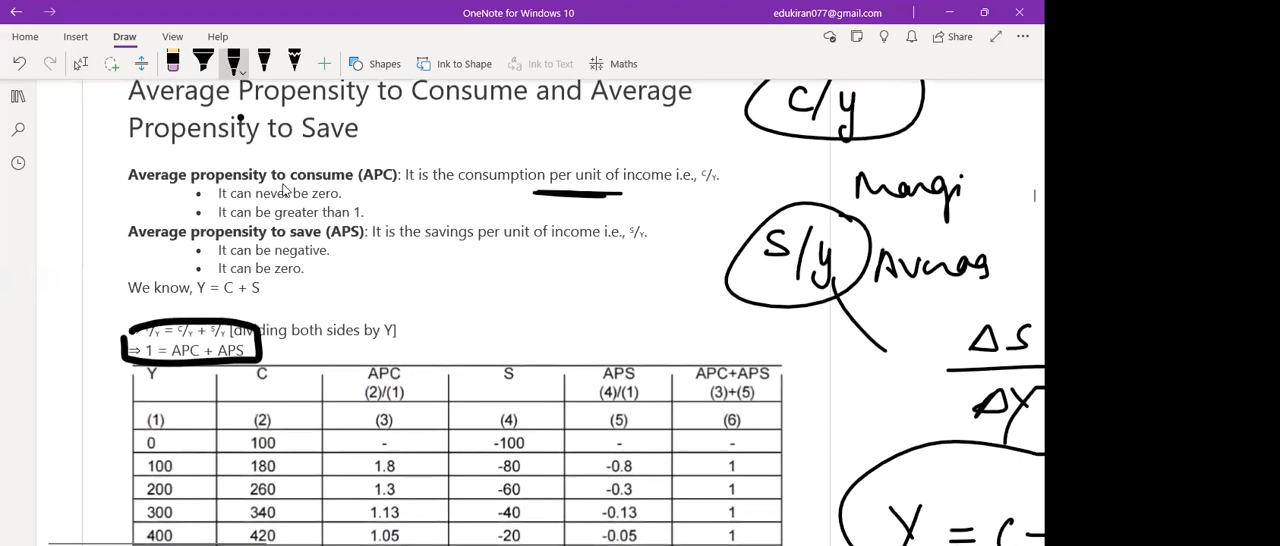 OneNote for Windows 10
edukiran077@gmail.com
Home Insert Draw View Help
Share
Shapes Ink to Shape Ink to Text Maths
Average Propensity to Consume and Average
Propensity to Save
Average propensity to consume (APC): It is the consumption per unit of income i.e., C/Y.
• It can never be zero.
• It can be greater than 1.
Average propensity to save (APS): It is the savings per unit of income i.e., S/Y.
• It can be negative.
• It can be zero.
We know, Y = C + S
/Y = C/Y + S/Y [dividing both sides by Y]
⇒ 1 = APC + APS
Y C APC S APS APC+APS
(2)/(1) (4)/(1) (3)+(5)
(1) (2) (3) (4) (5) (6)
0 100 - -100 - -
100 180 1.8 -80 -0.8 1
200 260 1.3 -60 -0.3 1
300 340 1.13 -40 -0.13 1
400 420 1.05 -20 -0.05 1
C/y
Margi
S/y
ΔS
ΔY
Y = C -